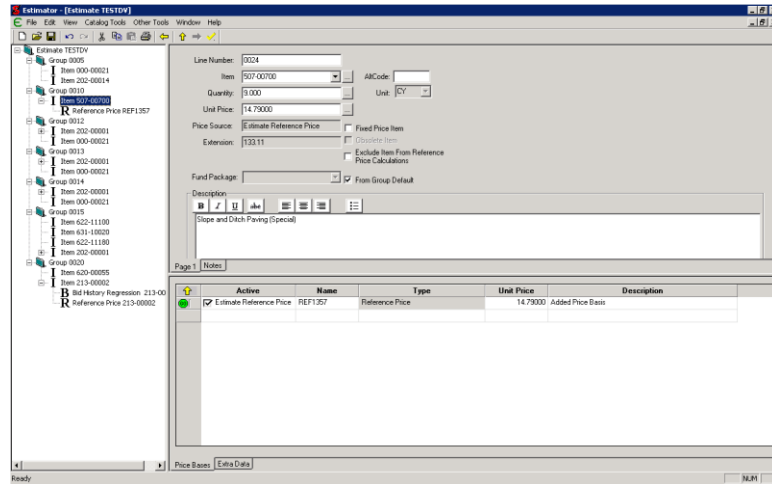 Estimator - [Estimate TESTDV]
File Edit View Catalog Tools Other Tools Window Help
Estimate TESTDV
Group 0005
Item 000-00021
Item 202-00014
Group 0010
Item 507-00700
R Reference Price REF1357
Group 0012
Item 202-00001
Item 000-00021
Group 0013
Item 202-00001
Item 000-00021
Group 0014
Item 202-00001
Item 000-00021
Group 0015
Item 622-11100
Item 631-10020
Item 622-11180
Item 202-00001
Group 0020
Item 620-00055
Item 213-00002
B Bid History Regression 213-00
R Reference Price 213-00002
Line Number: 0024
Item 507-00700 ... AltCode:
Quantity: 9.000 ... Unit: CY
Unit Price: 14.79000 ...
Price Source: Estimate Reference Price Fixed Price Item
Extension: 133.11 Obsolete Item
Exclude Item From Reference
Price Calculations
Fund Package: From Group Default
Description
B I U abc
Slope and Ditch Paving (Special)
Page 1 Notes
Active Name Type Unit Price Description
Estimate Reference Price REF1357 Reference Price 14.79000 Added Price Basis
Price Bases Extra Data
Ready NUM